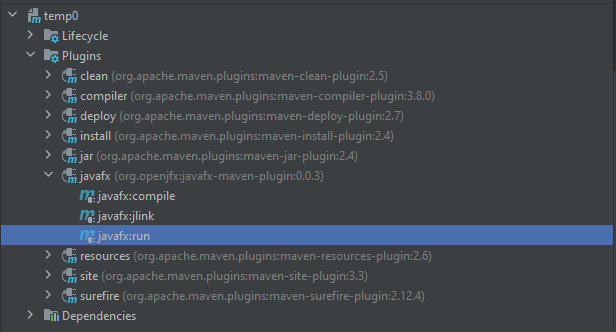 temp0
Lifecycle
Plugins
clean (org.apache.maven.plugins:maven-clean-plugin:2.5)
compiler (org.apache.maven.plugins:maven-compiler-plugin:3.8.0)
deploy (org.apache.maven.plugins:maven-deploy-plugin:2.7)
install (org.apache.maven.plugins:maven-install-plugin:2.4)
jar (org.apache.maven.plugins:maven-jar-plugin:2.4)
javafx (org.openjfx:javafx-maven-plugin:0.0.3)
javafx:compile
javafx:jlink
javafx:run
resources (org.apache.maven.plugins:maven-resources-plugin:2.6)
site (org.apache.maven.plugins:maven-site-plugin:3.3)
surefire (org.apache.maven.plugins:maven-surefire-plugin:2.12.4)
Dependencies